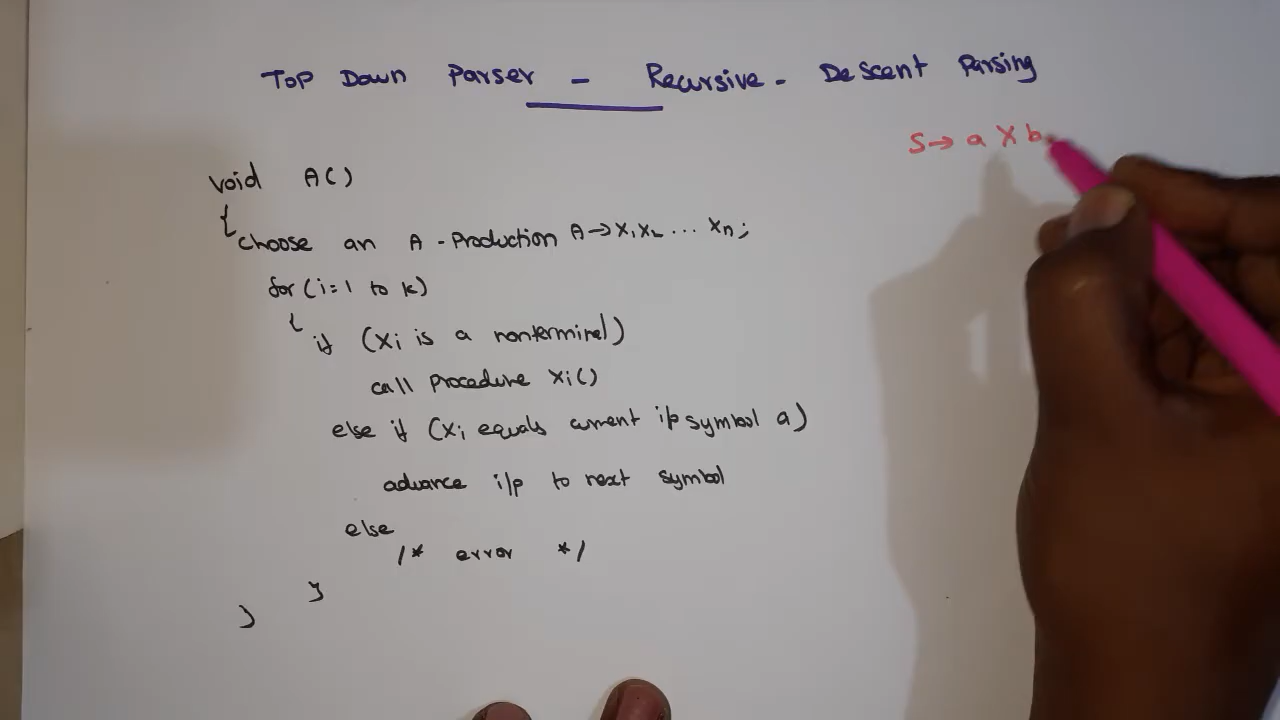 Top Down Parser - Recursive - Descent Parsing
S→ a X b
void A()
{
choose an A - Production A→X₁X₂ ... Xn;
for (i=1 to k)
{
if (Xi is a nonterminel)
call procedure Xi()
else if (Xi equals current i/p symbol a)
advance i/p to next symbol
else
/* error */
}
}